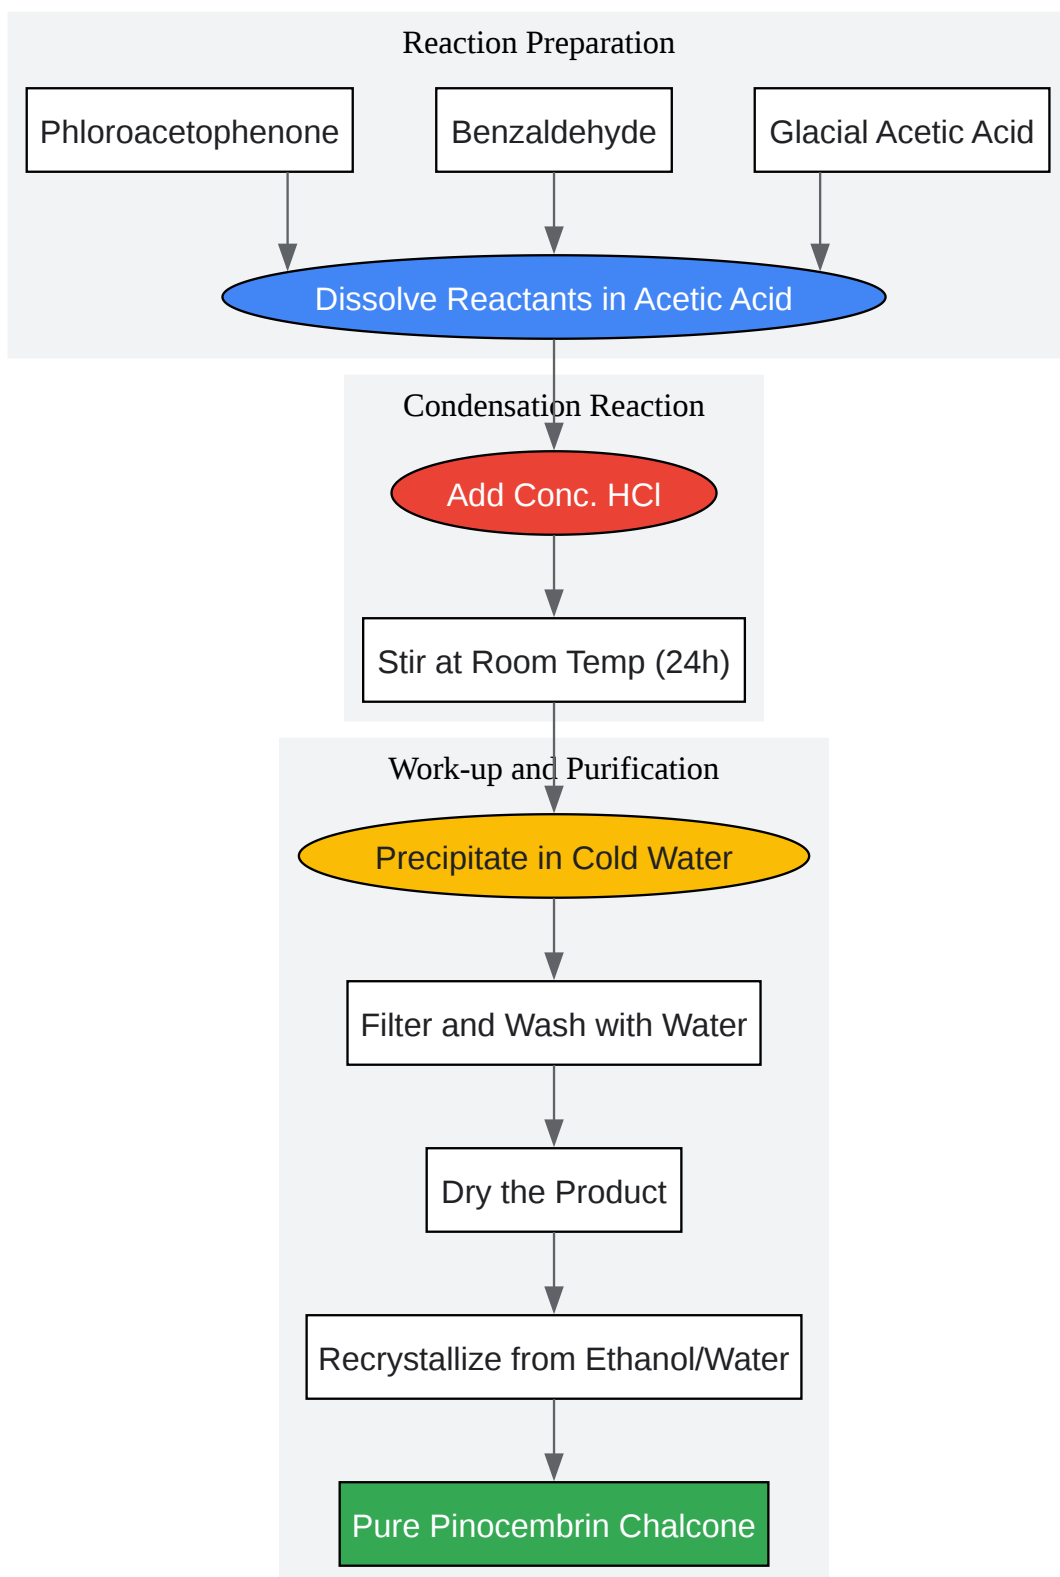 Reaction Preparation
Phloroacetophenone
Benzaldehyde
Glacial Acetic Acid
Dissolve Reactants in Acetic Acid
Condensation Reaction
Add Conc. HCl
Stir at Room Temp (24h)
Work-up and Purification
Precipitate in Cold Water
Filter and Wash with Water
Dry the Product
Recrystallize from Ethanol/Water
Pure Pinocembrin Chalcone